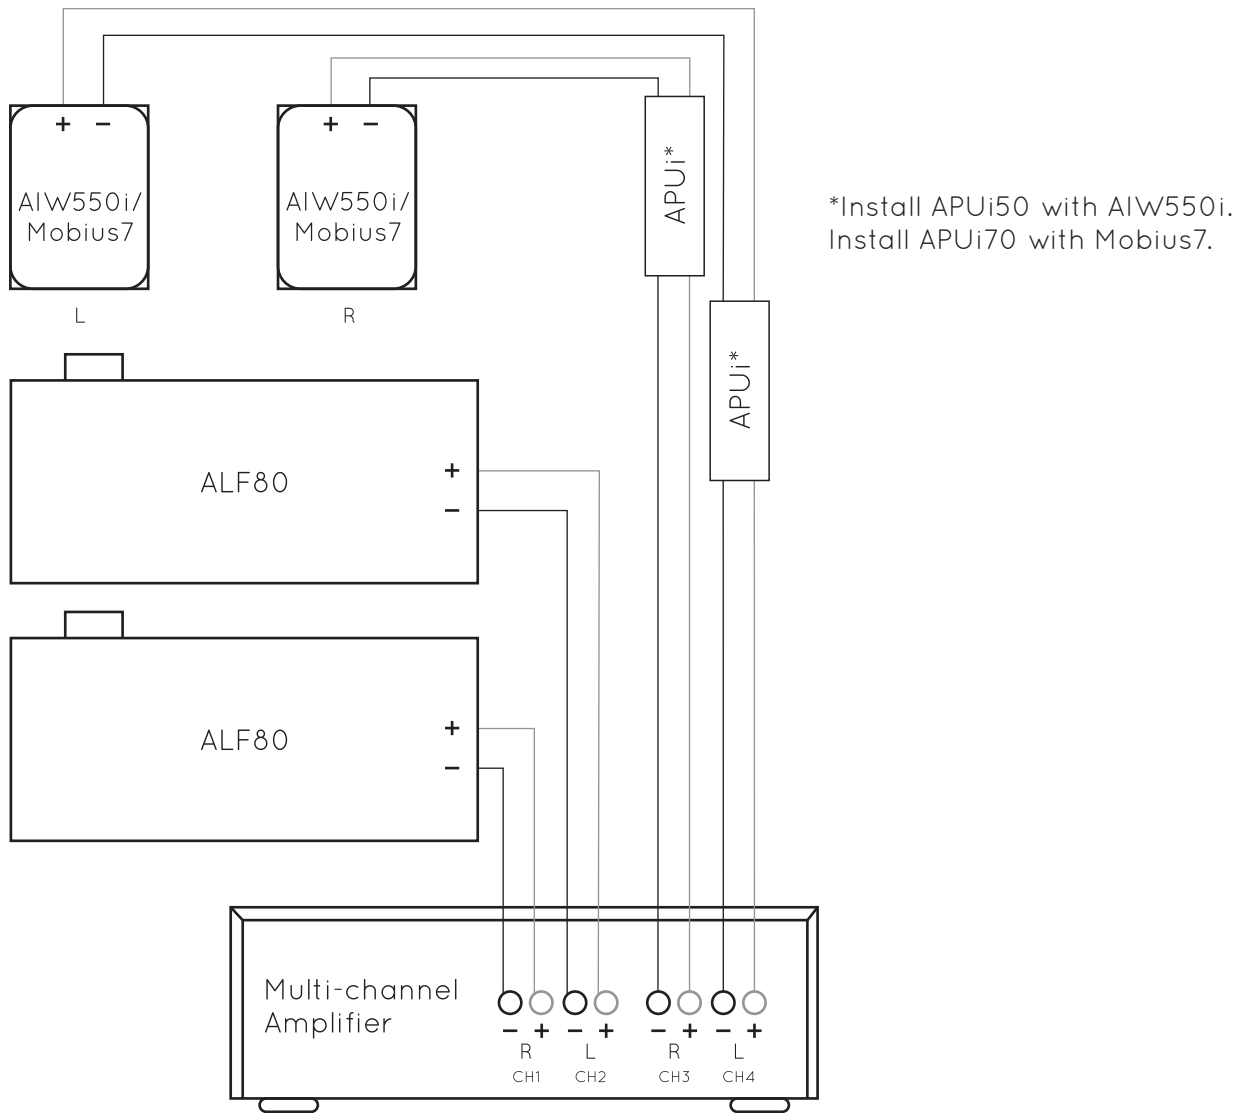 + −
AIW550i/
Mobius7
L
+ −
AIW550i/
Mobius7
R
APUi*
*Install APUi50 with AIW550i.
Install APUi70 with Mobius7.
APUi*
ALF80
+
−
ALF80
+
−
Multi-channel
Amplifier
− + − + − + − +
R L R L
CH1 CH2 CH3 CH4